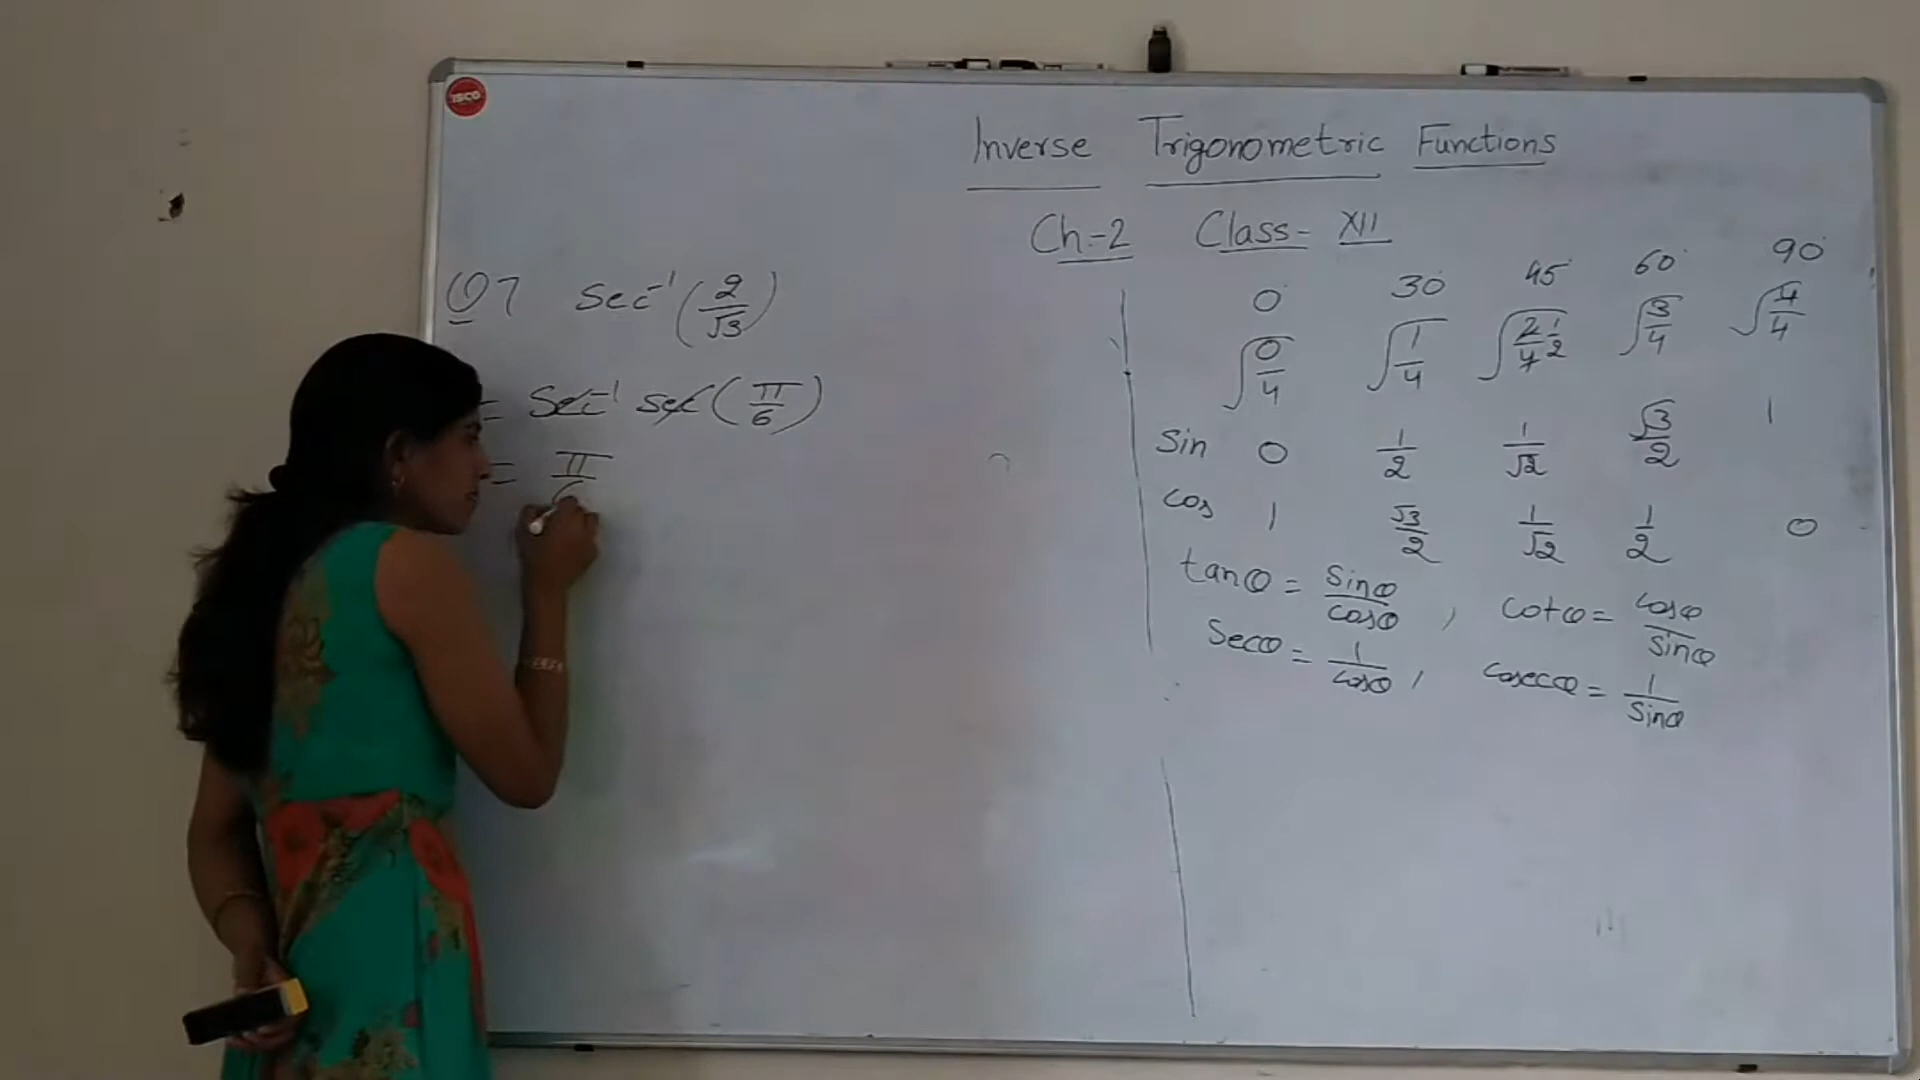 TSCO
Inverse Trigonometric Functions
Ch-2 Class- XII
Q7 Sec⁻¹(2/√3)
= Sec⁻¹ sec(π/6)
= π/6
0° 30° 45° 60° 90°
√0/4 √1/4 √2/4 1/2 √3/4 √4/4
Sin 0 1/2 1/√2 √3/2 1
cos 1 √3/2 1/√2 1/2 0
tanθ = sinθ/cosθ , cotθ = cosθ/sinθ
Secθ = 1/cosθ , cosecθ = 1/sinθ